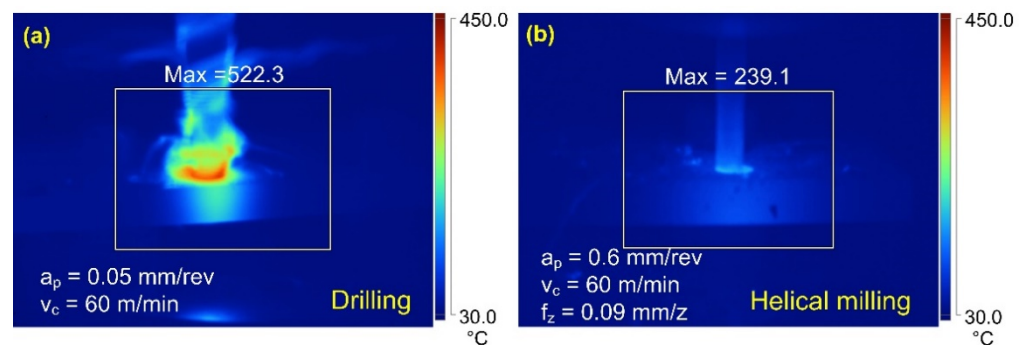 (a)
Max =522.3
a_p = 0.05 mm/rev
v_c = 60 m/min
Drilling
450.0
30.0
°C
(b)
Max = 239.1
a_p = 0.6 mm/rev
v_c = 60 m/min
f_z = 0.09 mm/z
Helical milling
450.0
30.0
°C